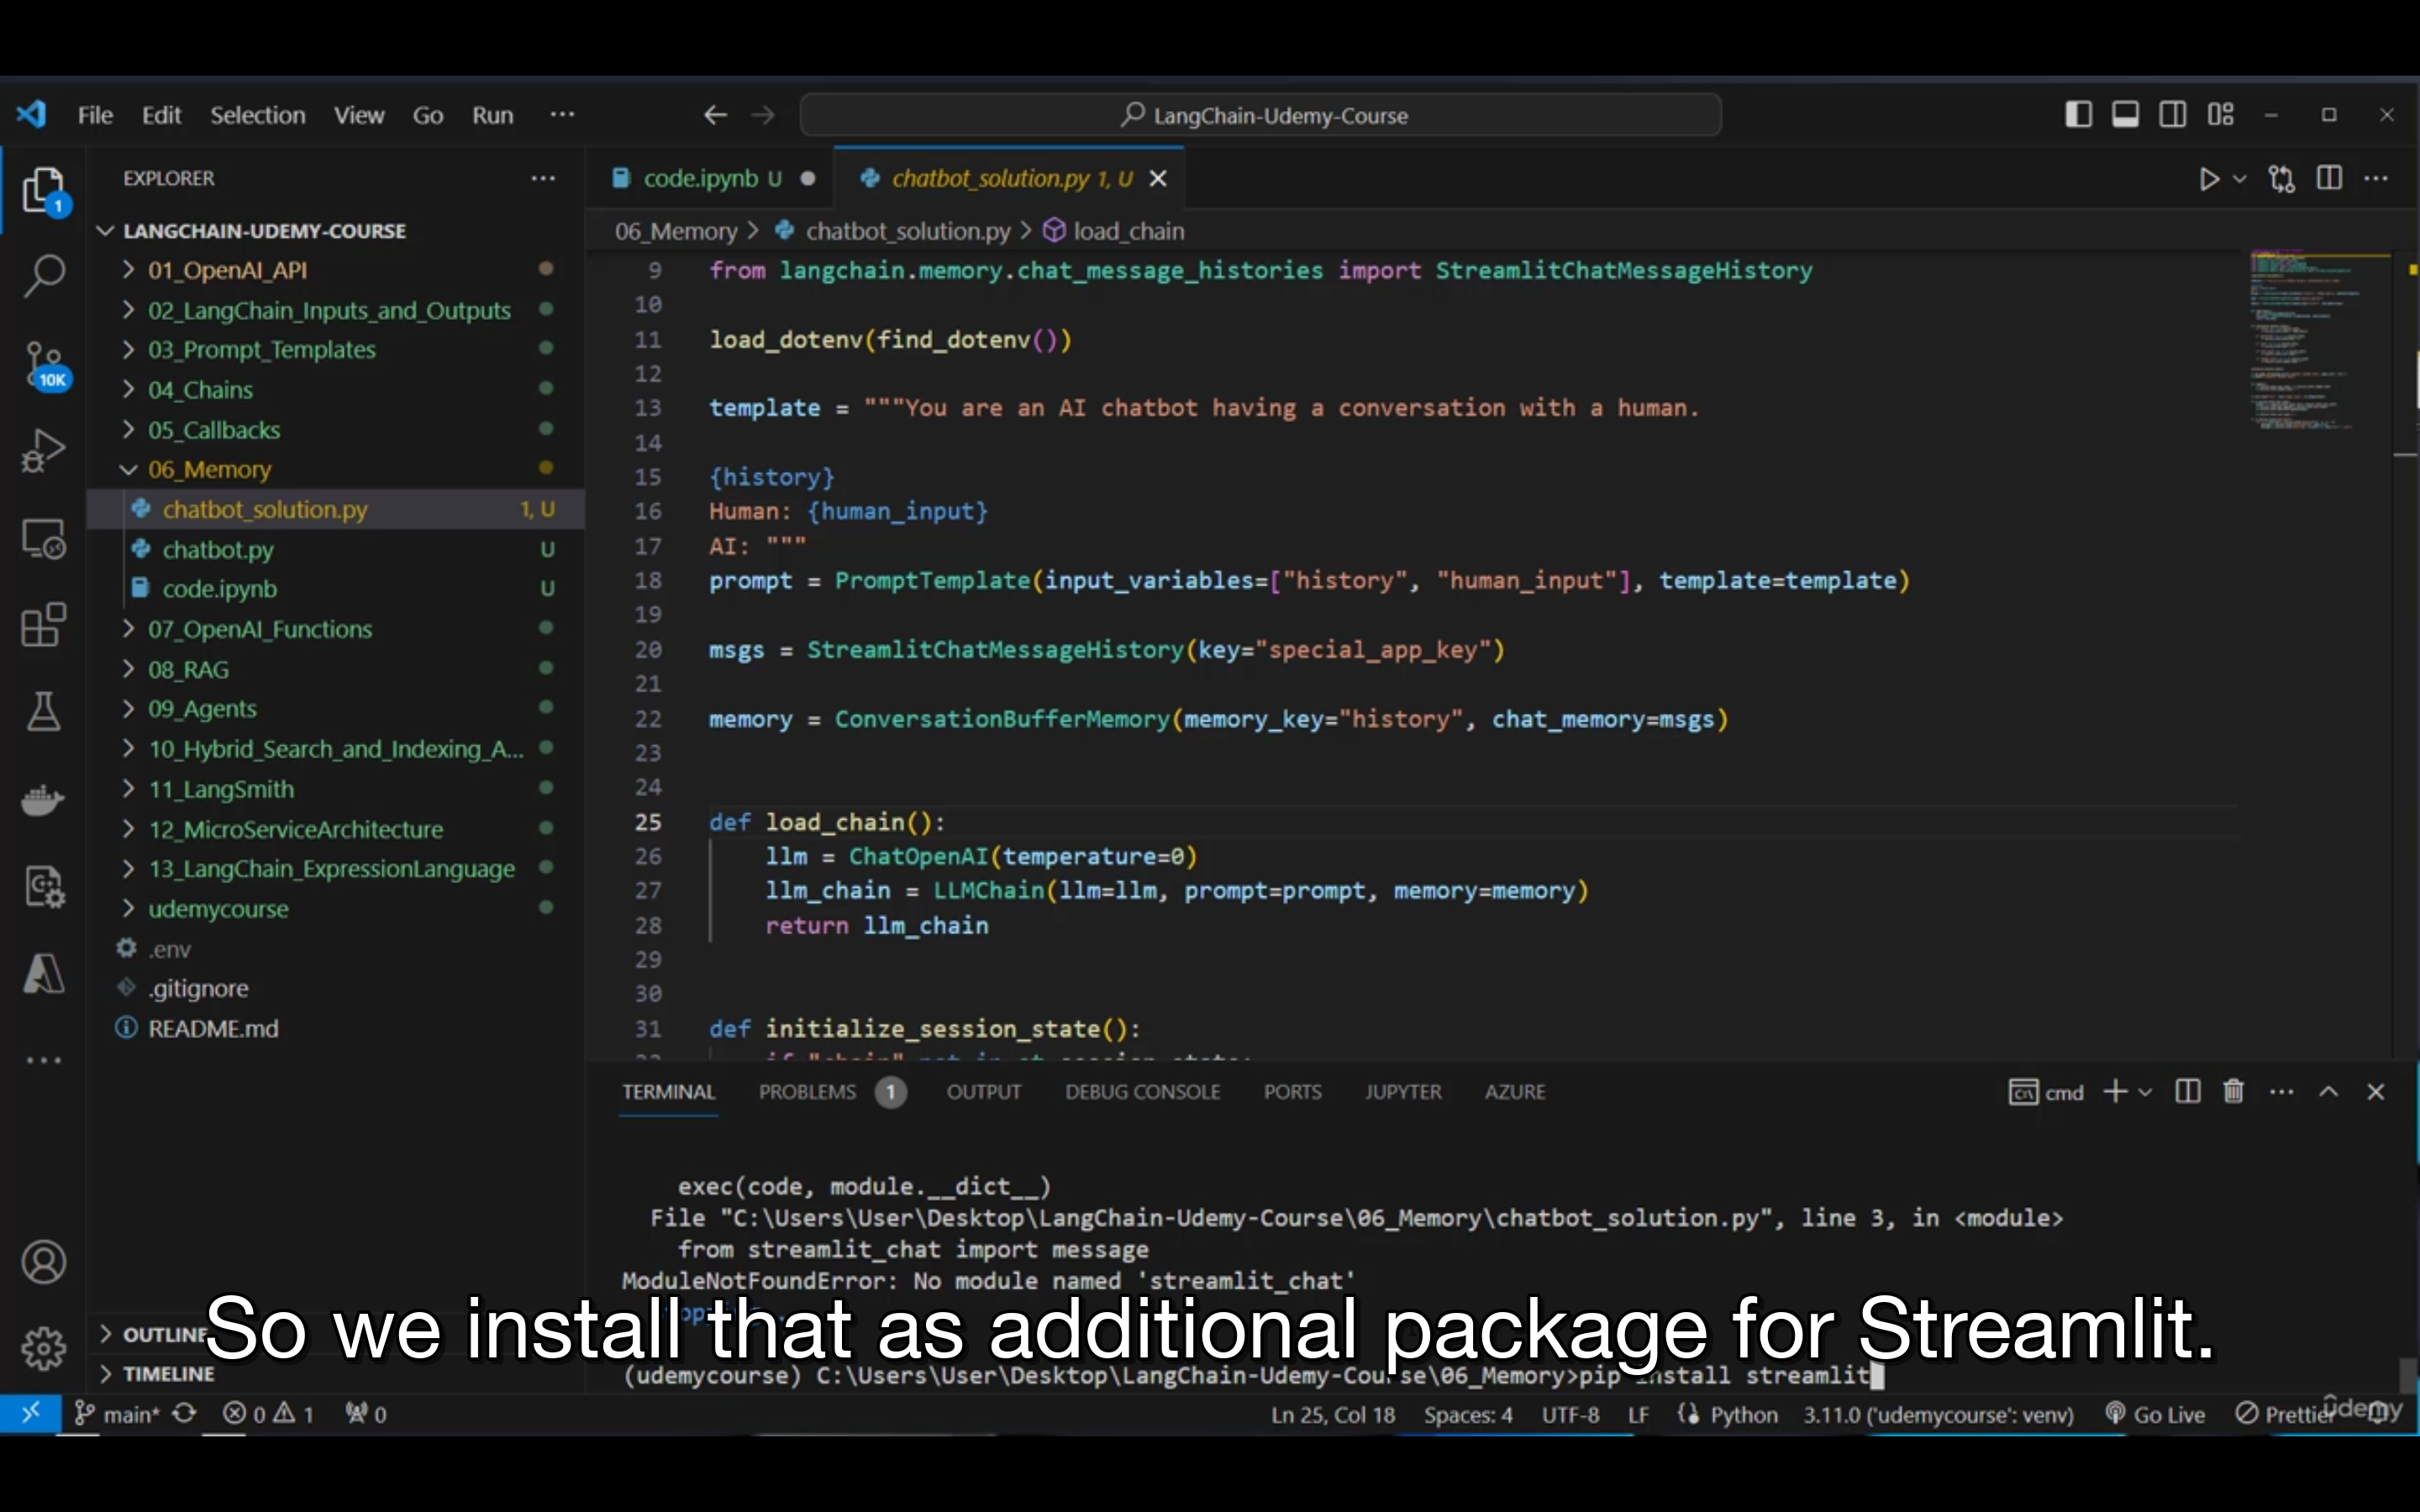 File Edit Selection View Go Run ···
LangChain-Udemy-Course
EXPLORER ···
1
10K
LANGCHAIN-UDEMY-COURSE
01_OpenAI_API
02_LangChain_Inputs_and_Outputs
03_Prompt_Templates
04_Chains
05_Callbacks
06_Memory
chatbot_solution.py 1, U
chatbot.py U
code.ipynb U
07_OpenAI_Functions
08_RAG
09_Agents
10_Hybrid_Search_and_Indexing_A...
11_LangSmith
12_MicroServiceArchitecture
13_LangChain_ExpressionLanguage
udemycourse
.env
.gitignore
README.md
OUTLINE
TIMELINE
code.ipynb U chatbot_solution.py 1, U
06_Memory > chatbot_solution.py > load_chain
9 from langchain.memory.chat_message_histories import StreamlitChatMessageHistory
10
11 load_dotenv(find_dotenv())
12
13 template = """You are an AI chatbot having a conversation with a human.
14
15 {history}
16 Human: {human_input}
17 AI: """
18 prompt = PromptTemplate(input_variables=["history", "human_input"], template=template)
19
20 msgs = StreamlitChatMessageHistory(key="special_app_key")
21
22 memory = ConversationBufferMemory(memory_key="history", chat_memory=msgs)
23
24
25 def load_chain():
26 llm = ChatOpenAI(temperature=0)
27 llm_chain = LLMChain(llm=llm, prompt=prompt, memory=memory)
28 return llm_chain
29
30
31 def initialize_session_state():
TERMINAL PROBLEMS 1 OUTPUT DEBUG CONSOLE PORTS JUPYTER AZURE
cmd
exec(code, module.__dict__)
File "C:\Users\User\Desktop\LangChain-Udemy-Course\06_Memory\chatbot_solution.py", line 3, in <module>
from streamlit_chat import message
ModuleNotFoundError: No module named 'streamlit_chat'
So we install that as additional package for Streamlit.
(udemycourse) C:\Users\User\Desktop\LangChain-Udemy-Course\06_Memory>pip install streamlit
main* 0 1 0 Ln 25, Col 18 Spaces: 4 UTF-8 LF Python 3.11.0 ('udemycourse': venv) Go Live Prettier
ûdemy